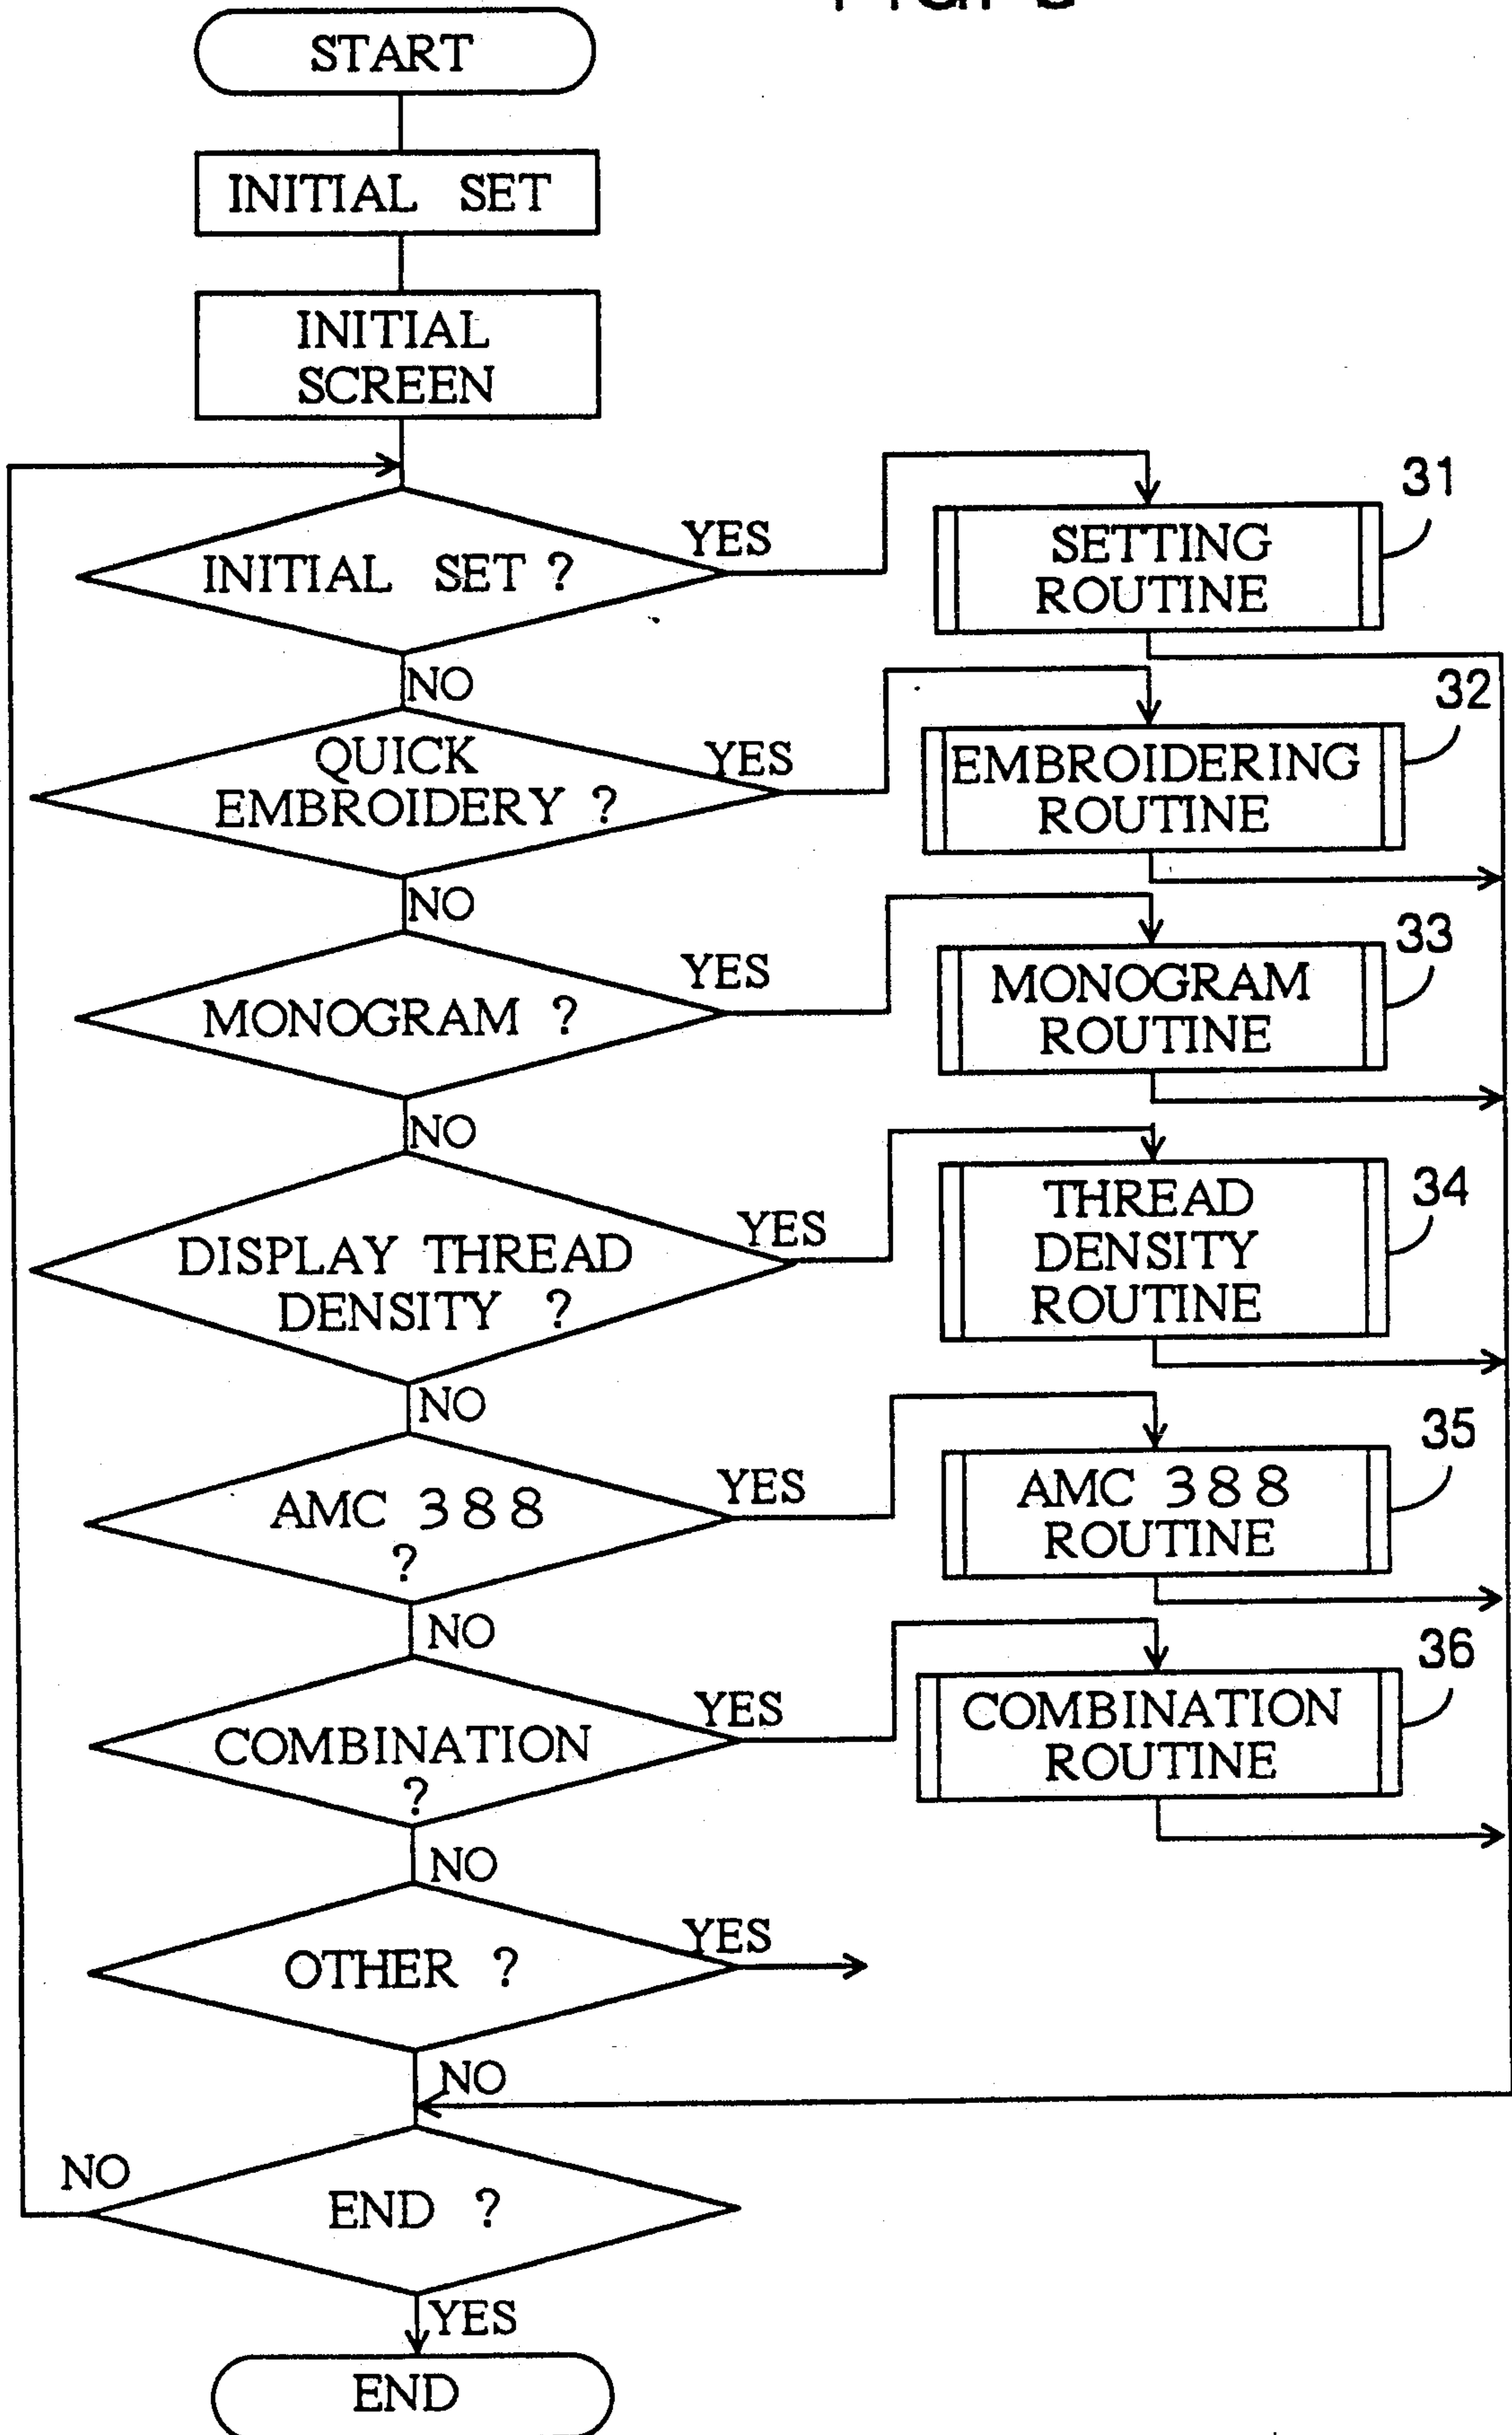 START
INITIAL SET
INITIAL
SCREEN
INITIAL SET ?
YES
SETTING
ROUTINE
31
NO
QUICK
EMBROIDERY ?
YES
EMBROIDERING
ROUTINE
32
NO
MONOGRAM ?
YES
MONOGRAM
ROUTINE
33
NO
DISPLAY THREAD
DENSITY ?
YES
THREAD
DENSITY
ROUTINE
34
NO
AMC 388
?
YES
AMC 388
ROUTINE
35
NO
COMBINATION
?
YES
COMBINATION
ROUTINE
36
NO
OTHER ?
YES
NO
END ?
NO
YES
END